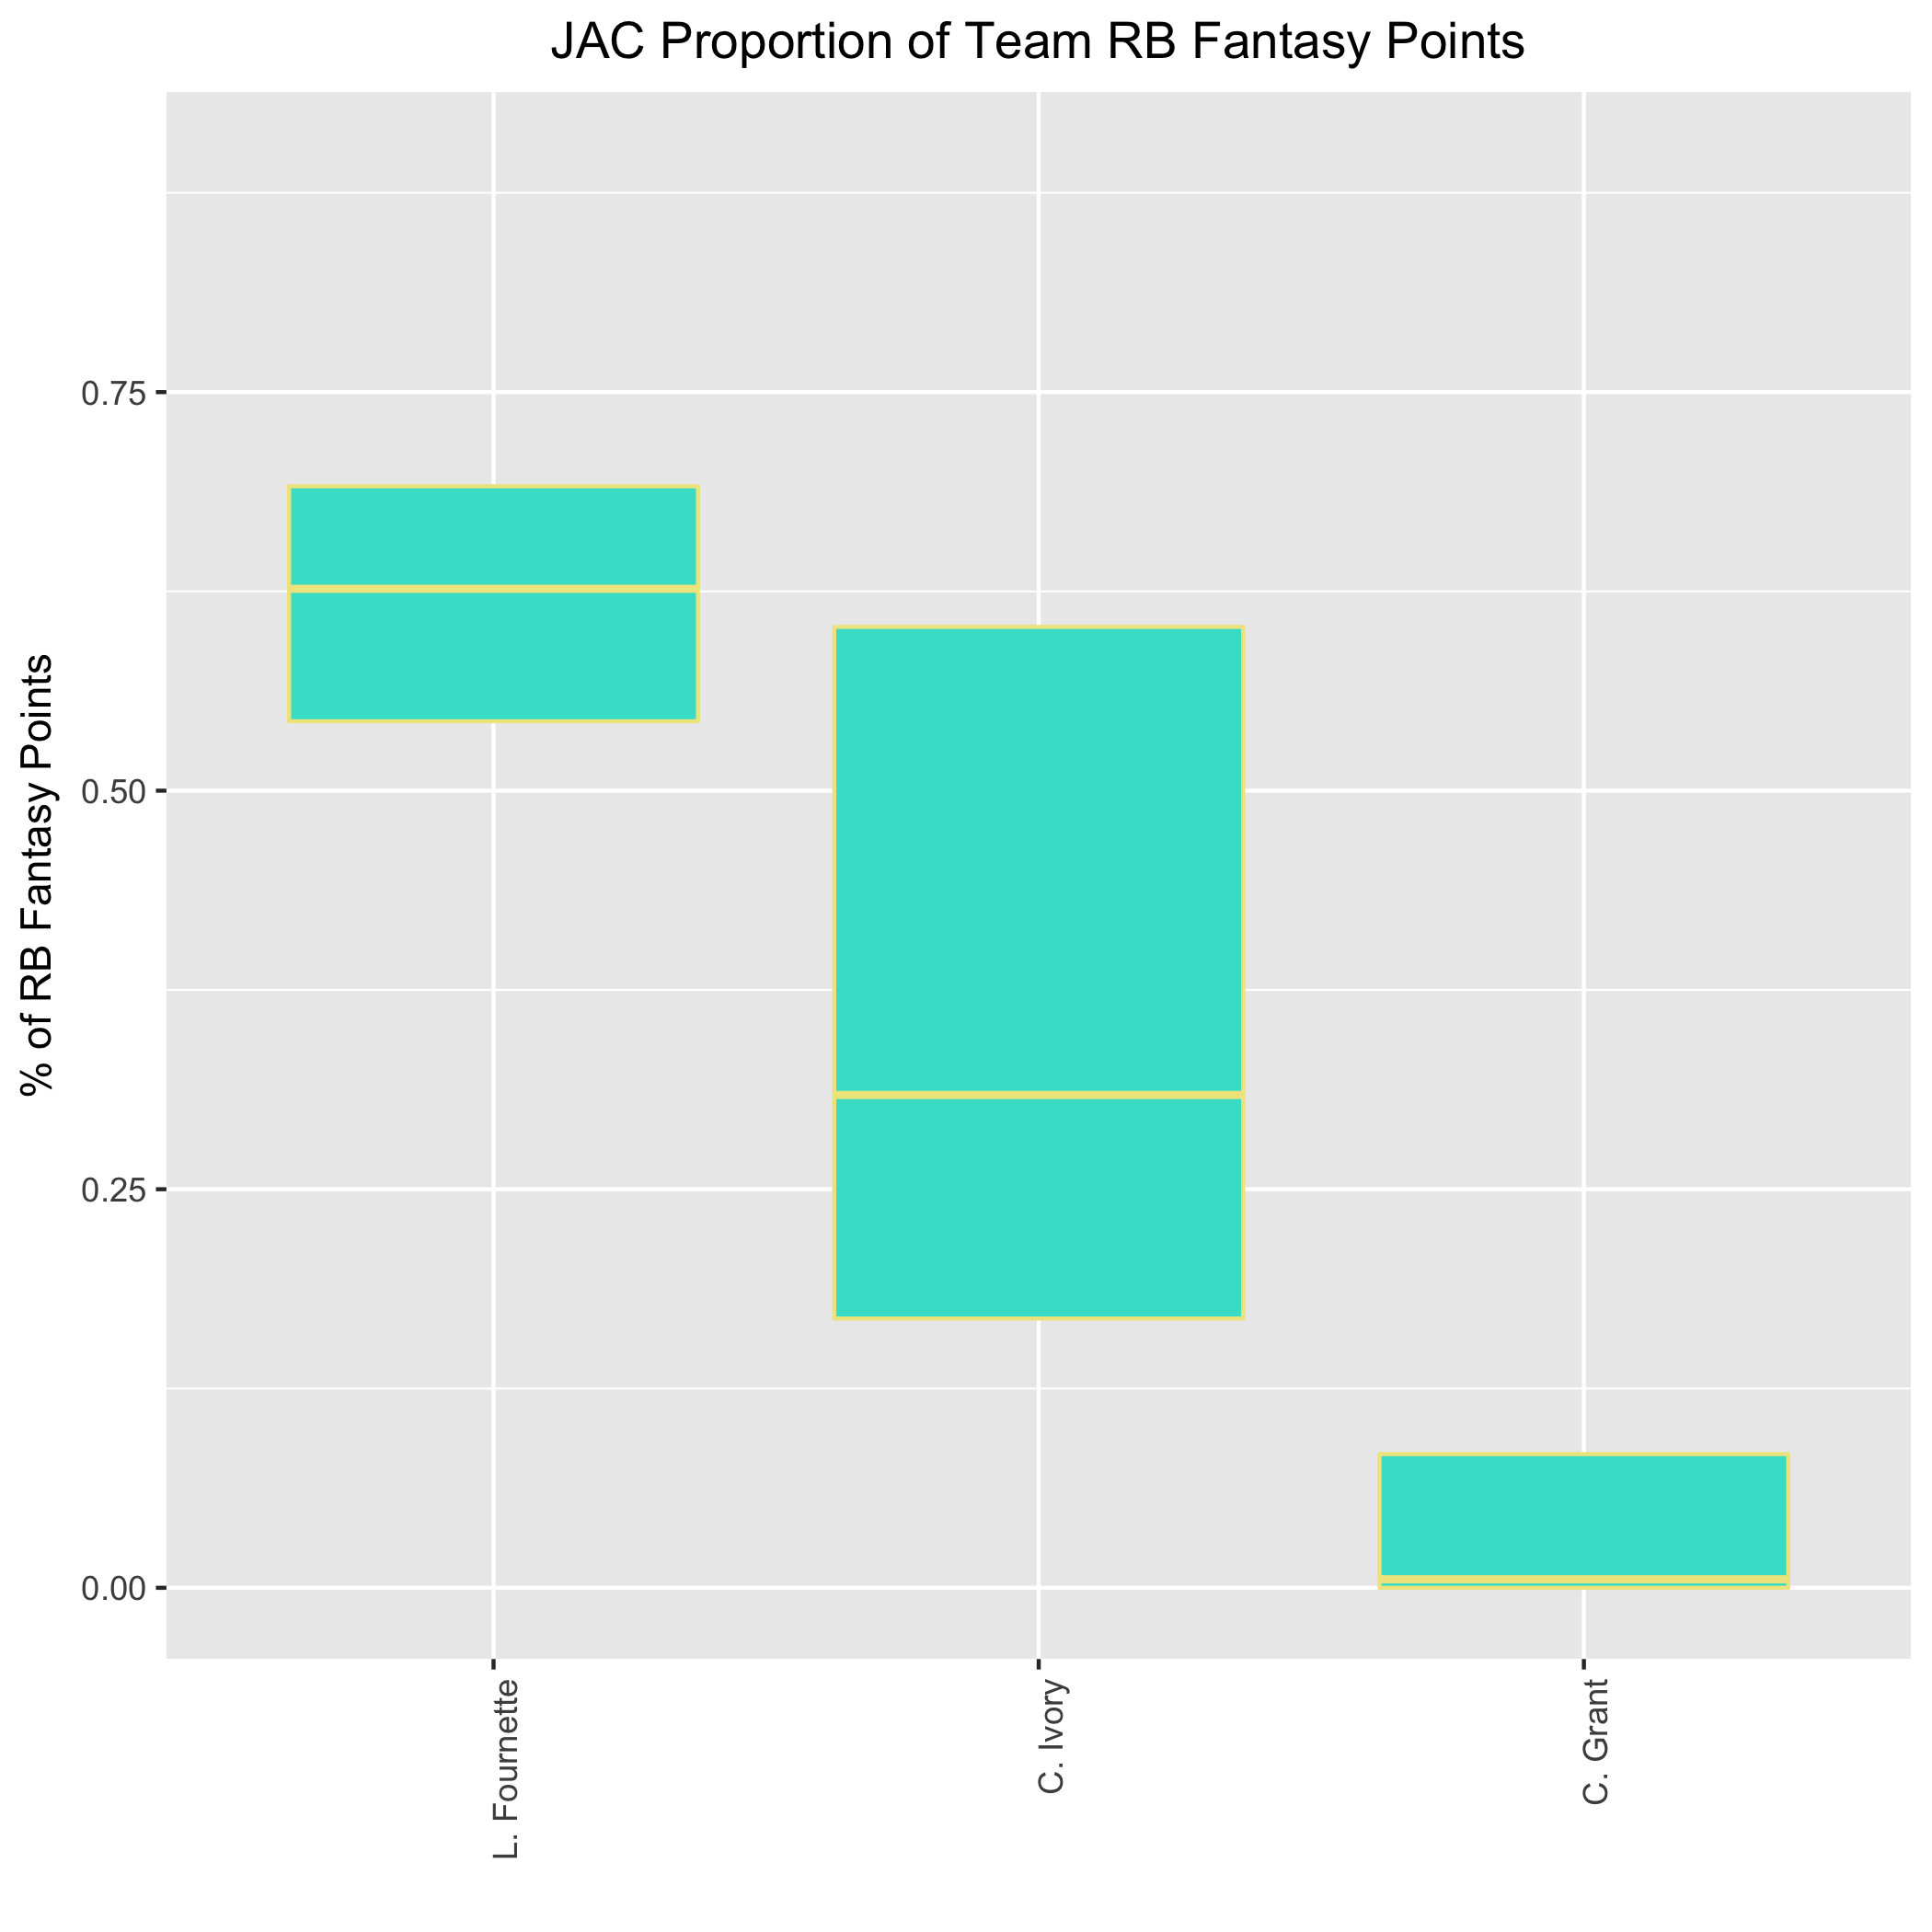 JAC Proportion of Team RB Fantasy Points
% of RB Fantasy Points
0.75
0.50
0.25
0.00
L. Fournette
C. Ivory
C. Grant